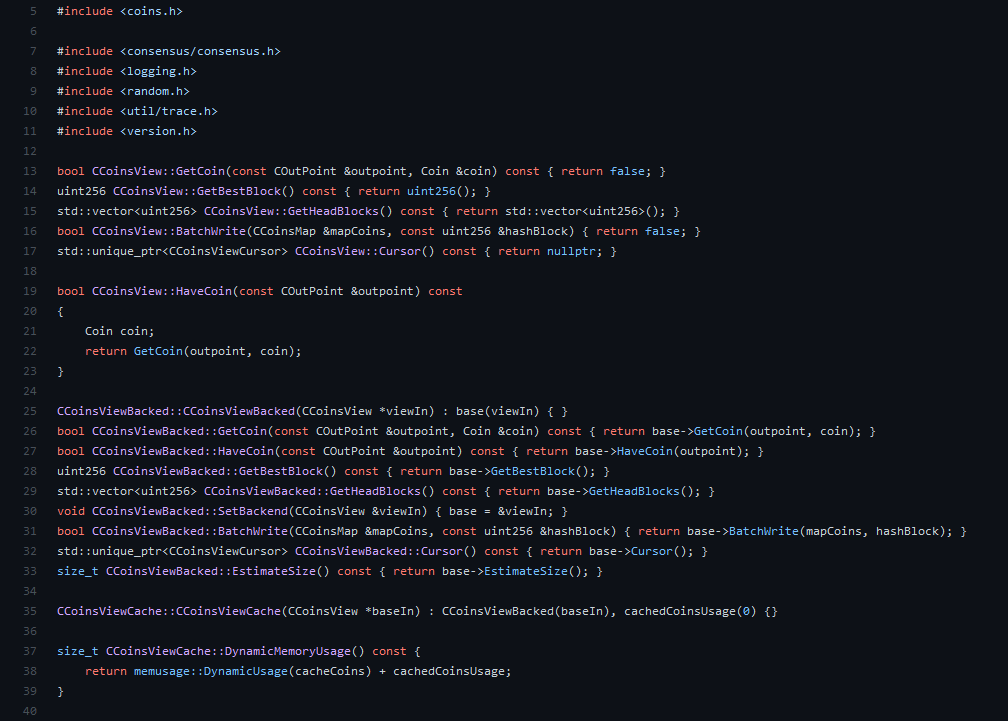 5 #include <coins.h>
6
7 #include <consensus/consensus.h>
8 #include <logging.h>
9 #include <random.h>
10 #include <util/trace.h>
11 #include <version.h>
12
13 bool CCoinsView::GetCoin(const COutPoint &outpoint, Coin &coin) const { return false; }
14 uint256 CCoinsView::GetBestBlock() const { return uint256(); }
15 std::vector<uint256> CCoinsView::GetHeadBlocks() const { return std::vector<uint256>(); }
16 bool CCoinsView::BatchWrite(CCoinsMap &mapCoins, const uint256 &hashBlock) { return false; }
17 std::unique_ptr<CCoinsViewCursor> CCoinsView::Cursor() const { return nullptr; }
18
19 bool CCoinsView::HaveCoin(const COutPoint &outpoint) const
20 {
21     Coin coin;
22     return GetCoin(outpoint, coin);
23 }
24
25 CCoinsViewBacked::CCoinsViewBacked(CCoinsView *viewIn) : base(viewIn) { }
26 bool CCoinsViewBacked::GetCoin(const COutPoint &outpoint, Coin &coin) const { return base->GetCoin(outpoint, coin); }
27 bool CCoinsViewBacked::HaveCoin(const COutPoint &outpoint) const { return base->HaveCoin(outpoint); }
28 uint256 CCoinsViewBacked::GetBestBlock() const { return base->GetBestBlock(); }
29 std::vector<uint256> CCoinsViewBacked::GetHeadBlocks() const { return base->GetHeadBlocks(); }
30 void CCoinsViewBacked::SetBackend(CCoinsView &viewIn) { base = &viewIn; }
31 bool CCoinsViewBacked::BatchWrite(CCoinsMap &mapCoins, const uint256 &hashBlock) { return base->BatchWrite(mapCoins, hashBlock); }
32 std::unique_ptr<CCoinsViewCursor> CCoinsViewBacked::Cursor() const { return base->Cursor(); }
33 size_t CCoinsViewBacked::EstimateSize() const { return base->EstimateSize(); }
34
35 CCoinsViewCache::CCoinsViewCache(CCoinsView *baseIn) : CCoinsViewBacked(baseIn), cachedCoinsUsage(0) {}
36
37 size_t CCoinsViewCache::DynamicMemoryUsage() const {
38     return memusage::DynamicUsage(cacheCoins) + cachedCoinsUsage;
39 }
40